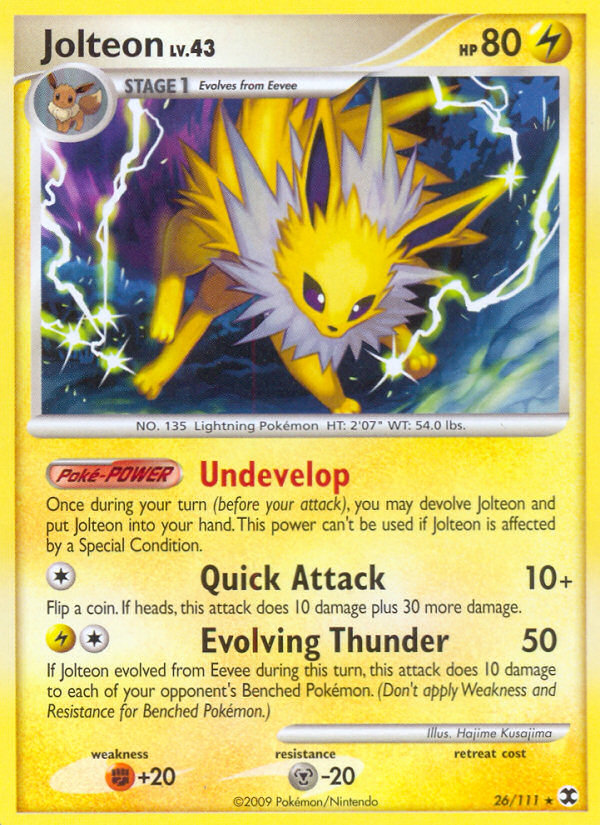 Jolteon LV.43 HP 80
STAGE 1 Evolves from Eevee
NO. 135 Lightning Pokémon HT: 2'07" WT: 54.0 lbs.
Poké-POWER Undevelop
Once during your turn (before your attack), you may devolve Jolteon and
put Jolteon into your hand. This power can't be used if Jolteon is affected
by a Special Condition.
Quick Attack 10+
Flip a coin. If heads, this attack does 10 damage plus 30 more damage.
Evolving Thunder 50
If Jolteon evolved from Eevee during this turn, this attack does 10 damage
to each of your opponent's Benched Pokémon. (Don't apply Weakness and
Resistance for Benched Pokémon.)
Illus. Hajime Kusajima
weakness resistance retreat cost
+20 -20
©2009 Pokémon/Nintendo 26/111 ★